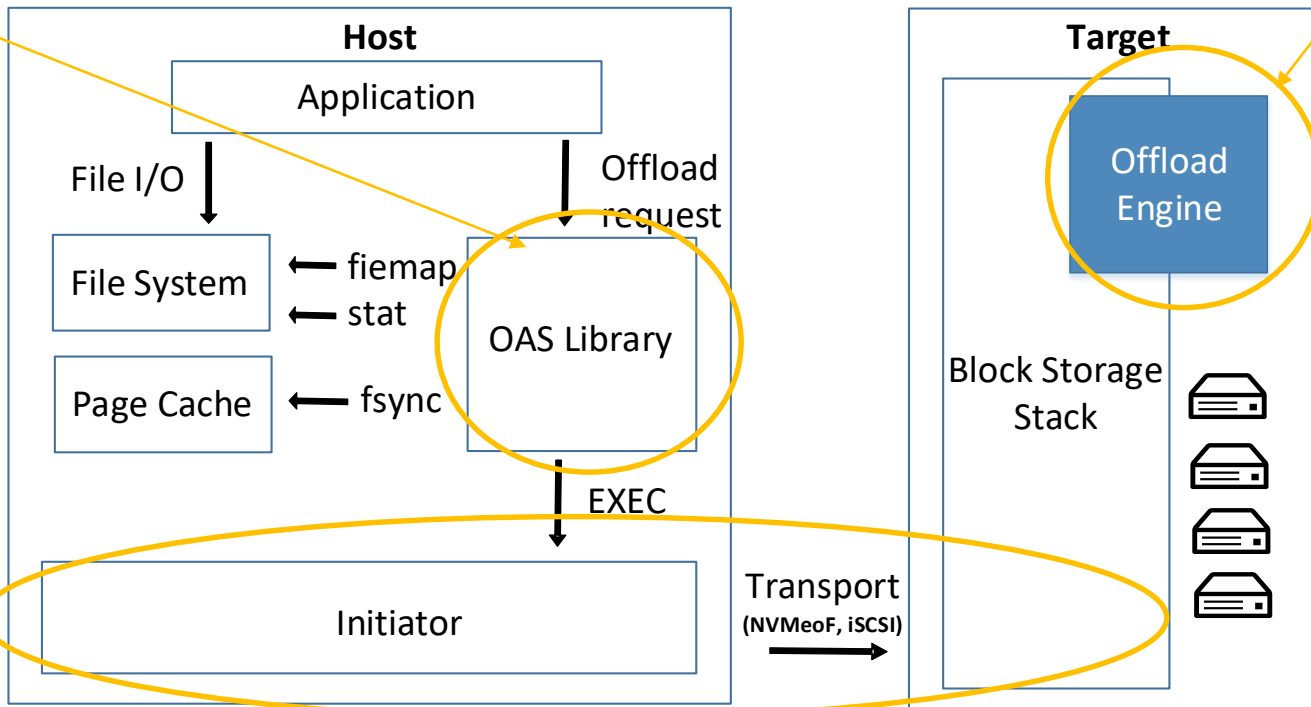 Host
Application
File I/O
Offload
request
File System
fiemap
stat
OAS Library
Page Cache
fsync
EXEC
Initiator
Transport
(NVMeoF, iSCSI)
Target
Offload
Engine
Block Storage
Stack